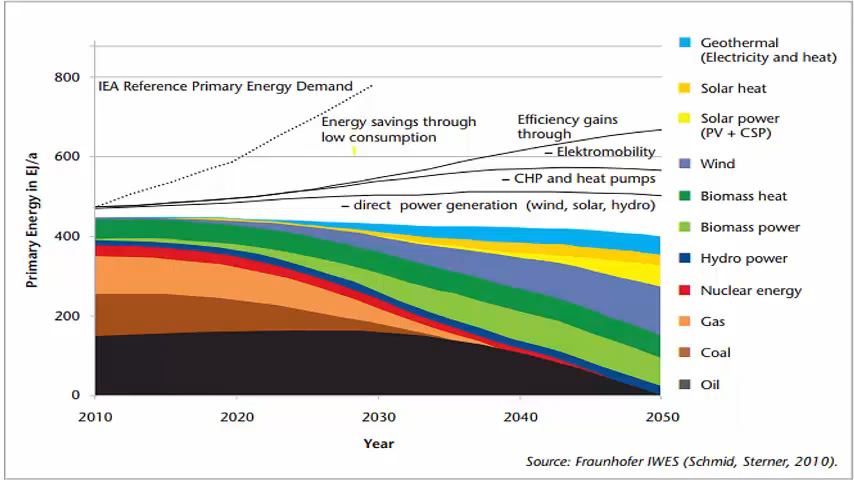 Primary Energy in EJ/a
800
600
400
200
0
2010
2020
2030
2040
2050
Year
IEA Reference Primary Energy Demand
Energy savings through
low consumption
Efficiency gains
through
– Elektromobility
– CHP and heat pumps
– direct power generation (wind, solar, hydro)
Geothermal
(Electricity and heat)
Solar heat
Solar power
(PV + CSP)
Wind
Biomass heat
Biomass power
Hydro power
Nuclear energy
Gas
Coal
Oil
Source: Fraunhofer IWES (Schmid, Sterner, 2010).